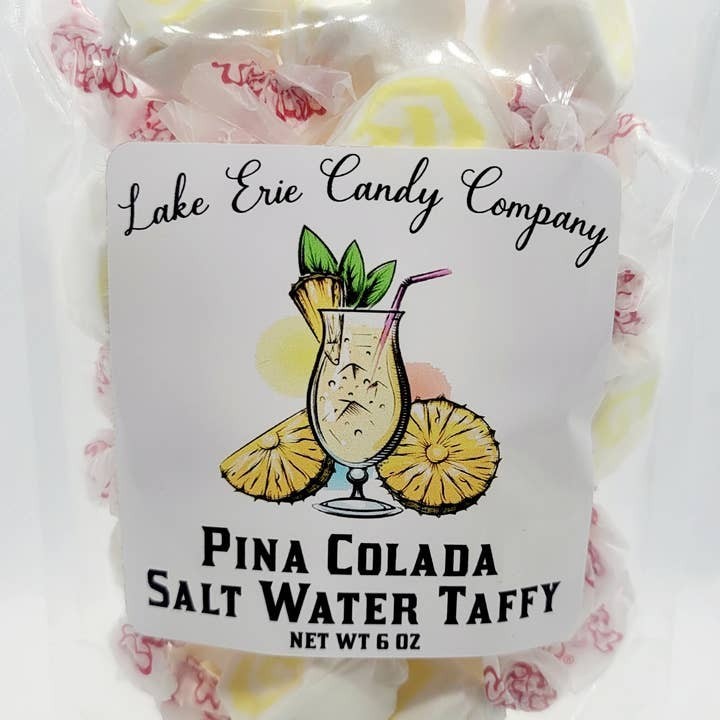 Lake Erie Candy Company
PINA COLADA
SALT WATER TAFFY
NET WT 6 OZ